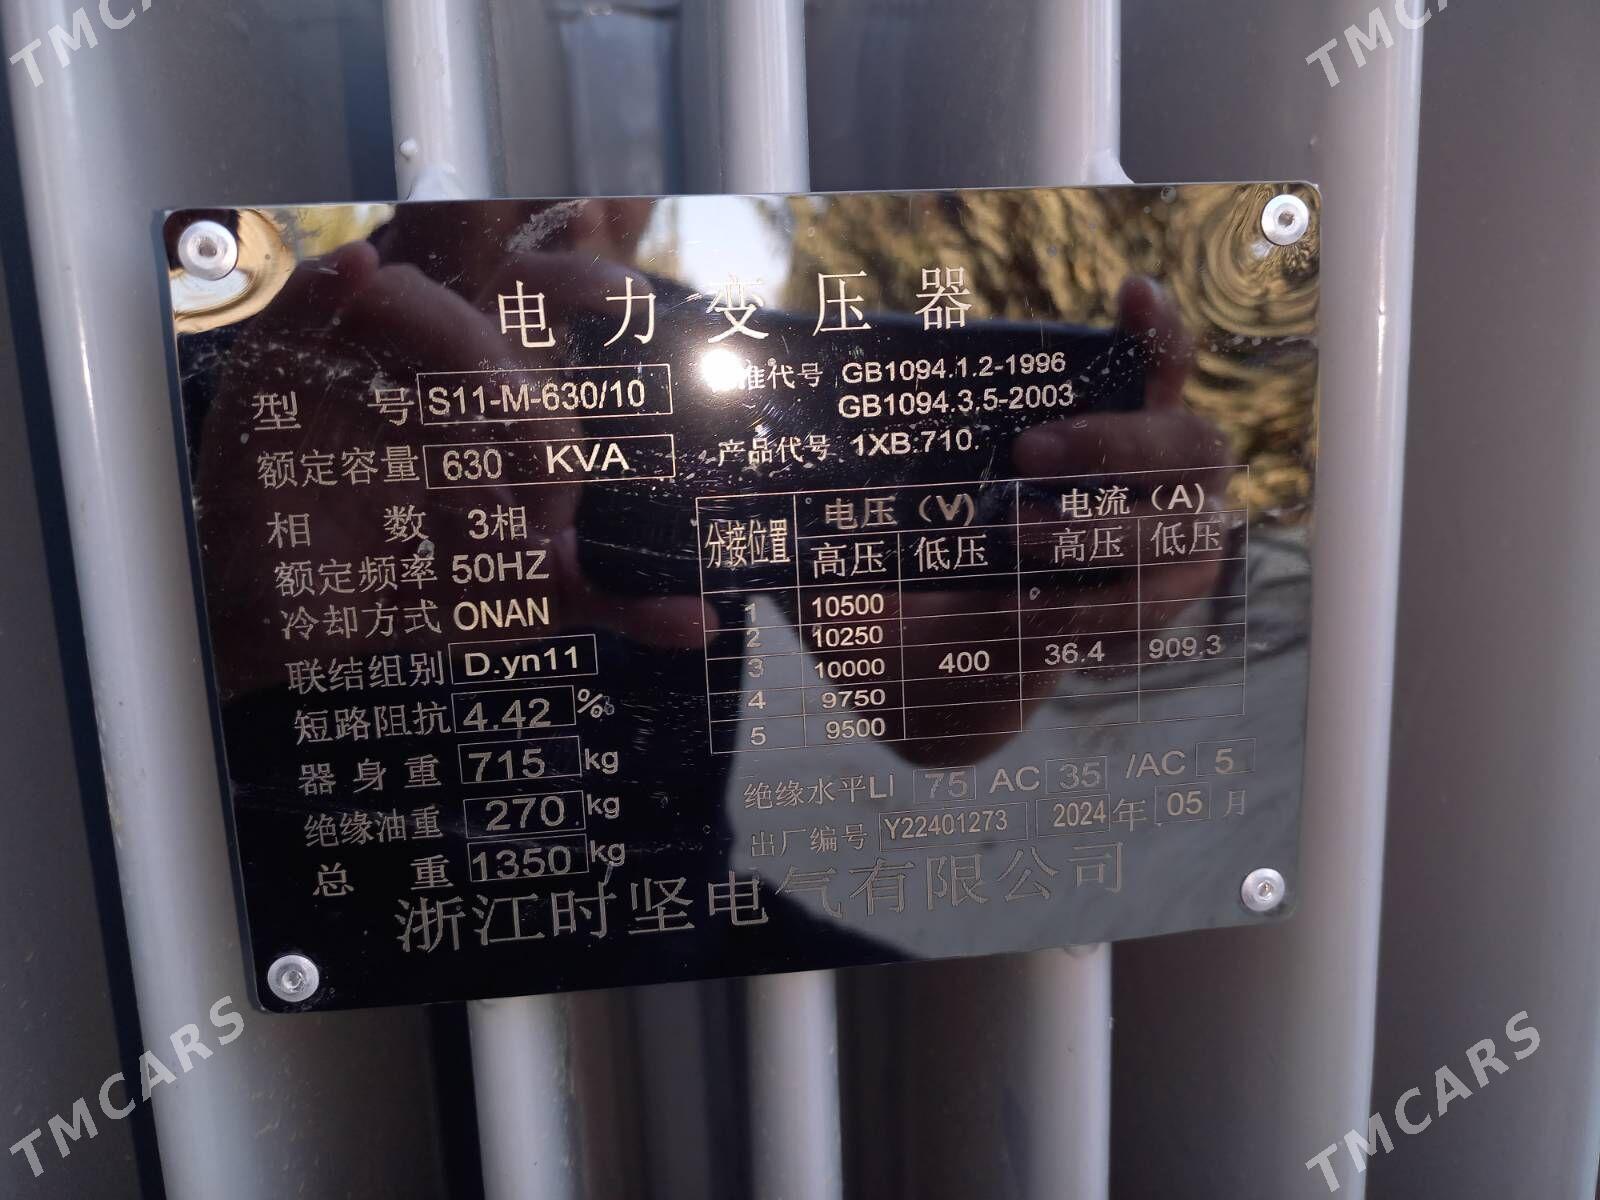 TMCARS
TMCARS
电力变压器
型 号 S11-M-630/10
准代号 GB1094.1.2-1996
GB1094.3.5-2003
额定容量 630 KVA
产品代号 1XB.710.
相 数 3相
额定频率 50HZ
冷却方式 ONAN
联结组别 D.yn11
短路阻抗 4.42 %
器身重 715 kg
绝缘油重 270 kg
总 重 1350 kg
分接位置 电压（V） 电流（A）
高压 低压 高压 低压
1 10500
2 10250
3 10000 400 36.4 909.3
4 9750
5 9500
绝缘水平LI 75 AC 35 /AC 5
出厂编号 Y22401273 2024年 05 月
浙江时坚电气有限公司
TMCARS
TMCARS